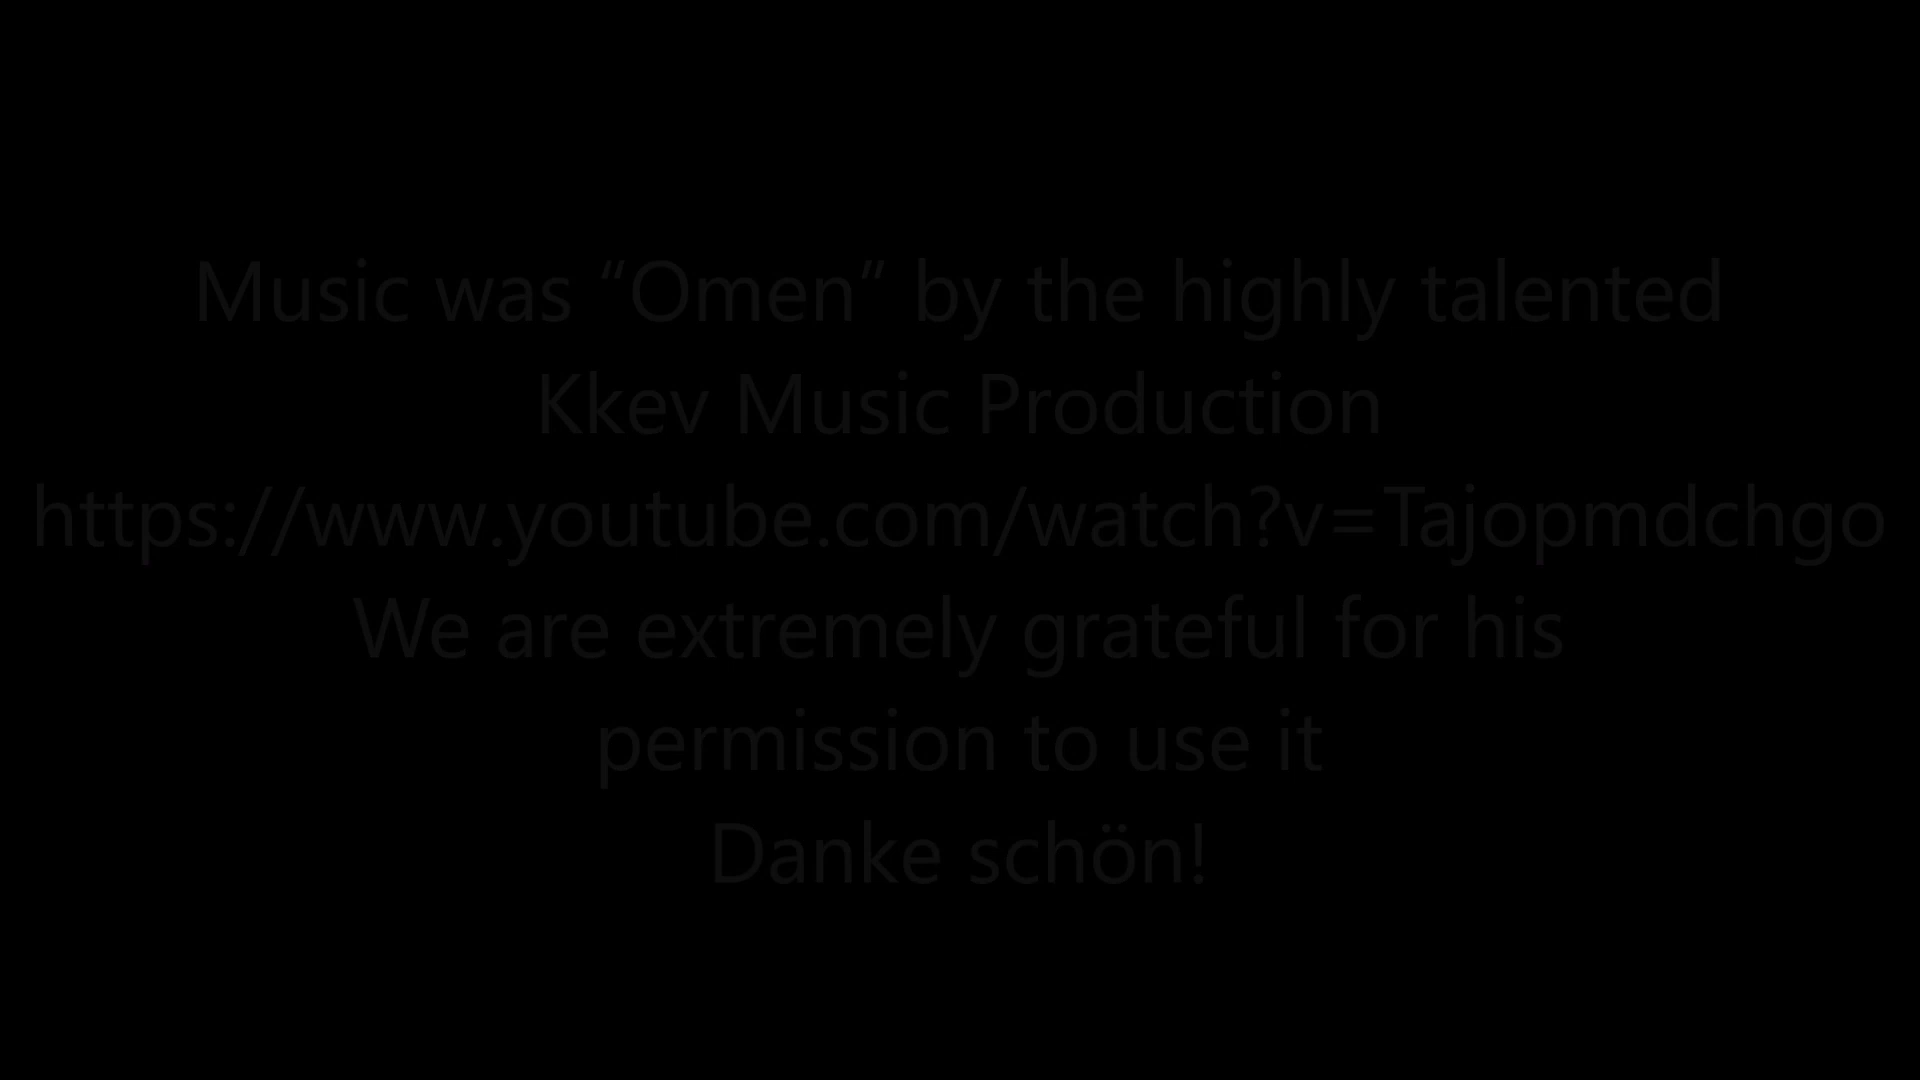 Music was “Omen” by the highly talented
Kkev Music Production
https://www.youtube.com/watch?v=Tajopmdchgo
We are extremely grateful for his
permission to use it
Danke schön!